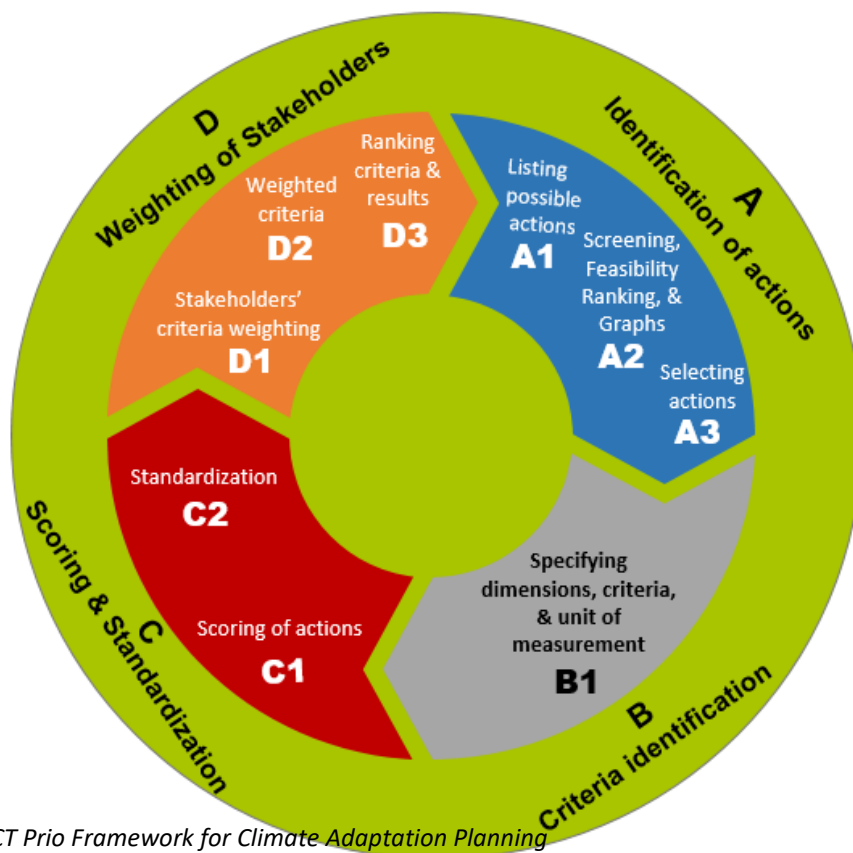 D
Weighting of Stakeholders
A
Identification of actions
Listing
possible
actions
A1
Screening,
Feasibility
Ranking, &
Graphs
A2
Selecting
actions
A3
Specifying
dimensions, criteria,
& unit of
measurement
B1
B
Criteria identification
Scoring of actions
C1
Standardization
C2
C
Scoring & Standardization
Stakeholders’
criteria weighting
D1
Weighted
criteria
D2
Ranking
criteria &
results
D3
CT Prio Framework for Climate Adaptation Planning